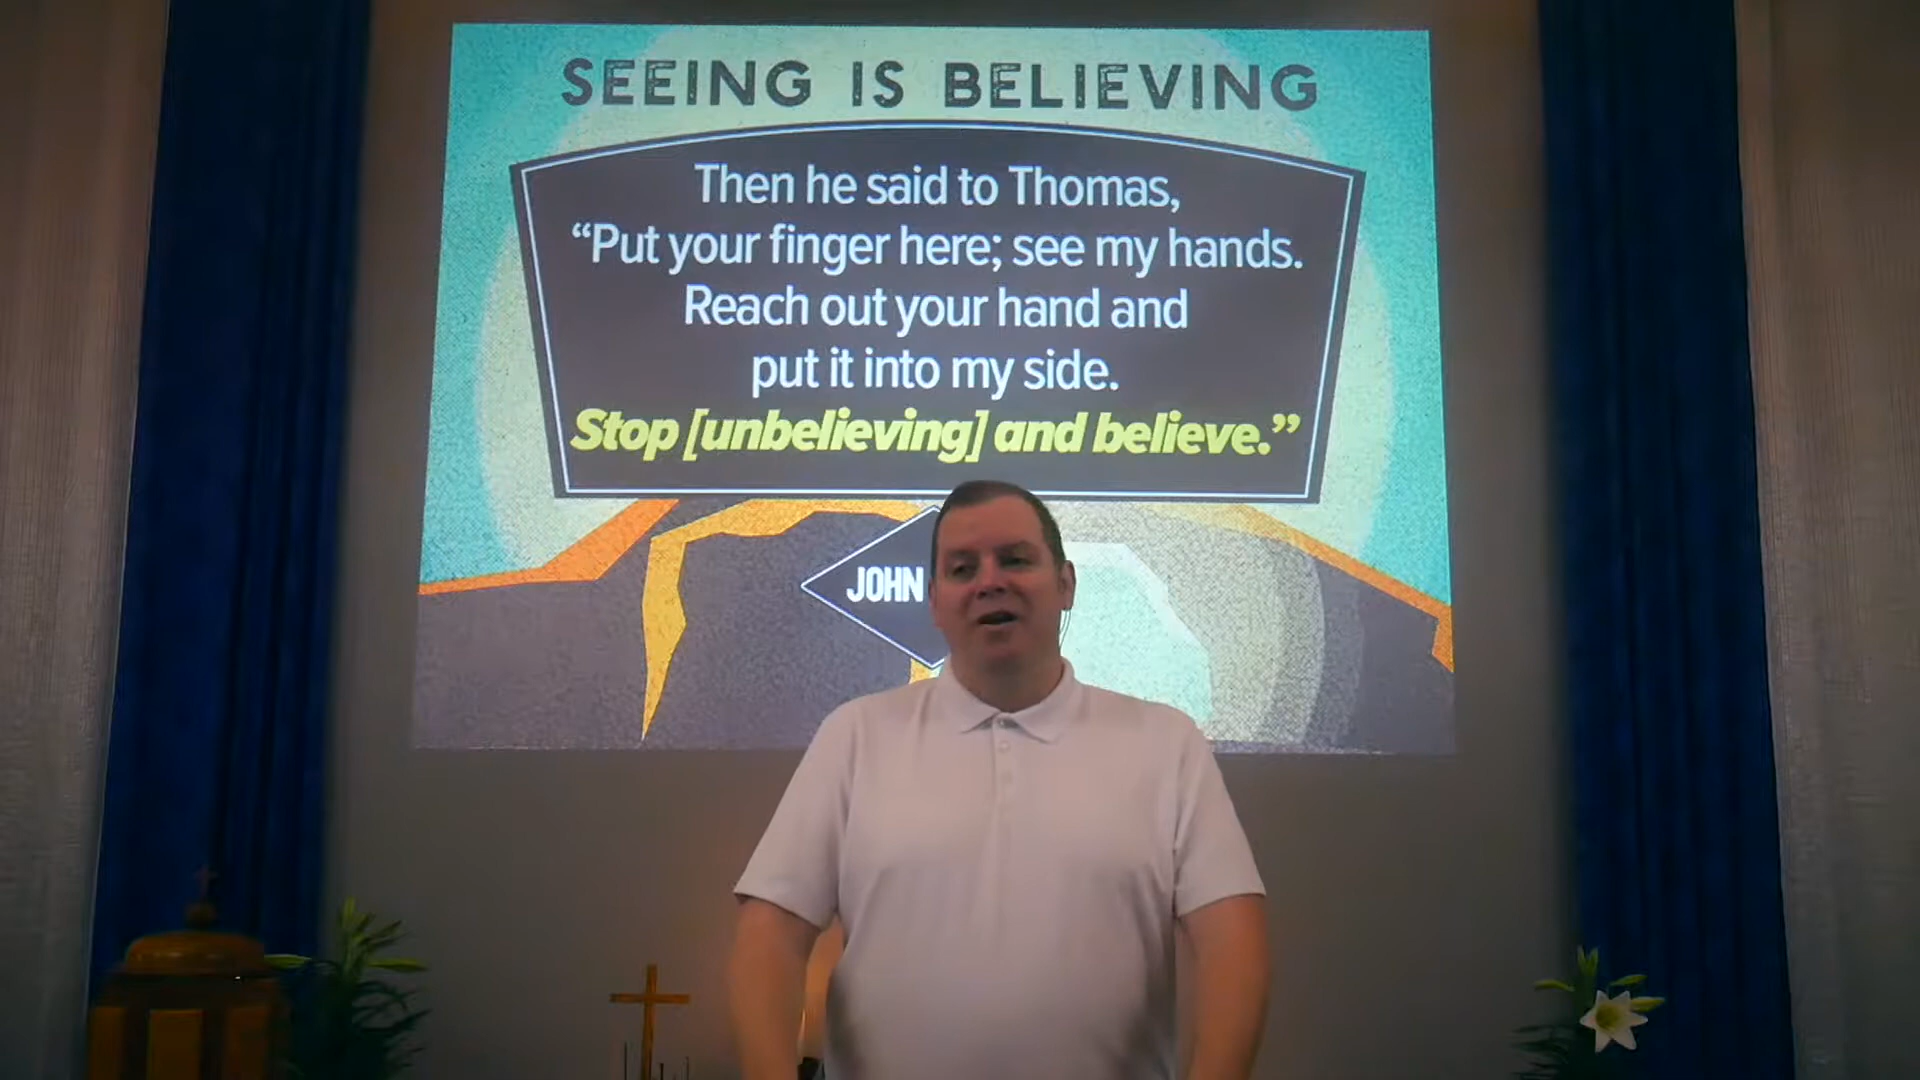 SEEING IS BELIEVING
Then he said to Thomas,
“Put your finger here; see my hands.
Reach out your hand and
put it into my side.
Stop [unbelieving] and believe.”
JOHN